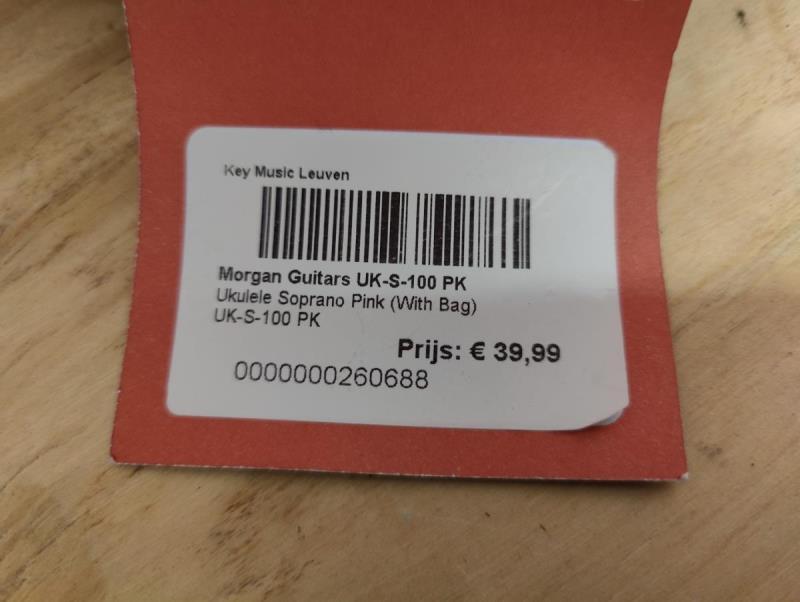 Key Music Leuven
Morgan Guitars UK-S-100 PK
Ukulele Soprano Pink (With Bag)
UK-S-100 PK
Prijs: € 39,99
0000000260688